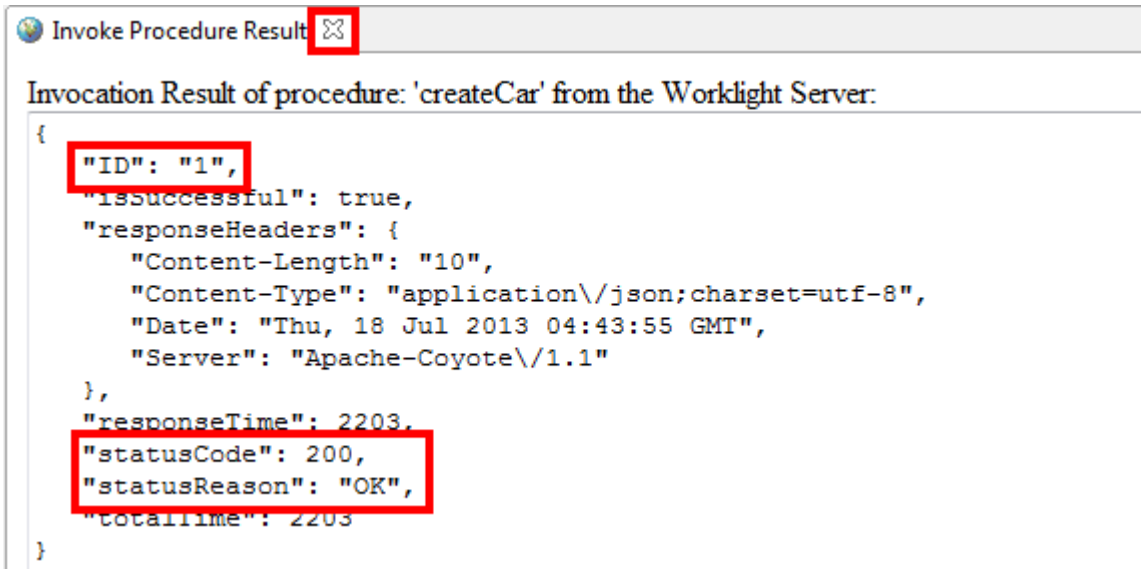 Invoke Procedure Result
Invocation Result of procedure: 'createCar' from the Worklight Server:
{
"ID": "1",
"isSuccessful": true,
"responseHeaders": {
"Content-Length": "10",
"Content-Type": "application\/json;charset=utf-8",
"Date": "Thu, 18 Jul 2013 04:43:55 GMT",
"Server": "Apache-Coyote\/1.1"
},
"responseTime": 2203,
"statusCode": 200,
"statusReason": "OK",
"totalTime": 2203
}